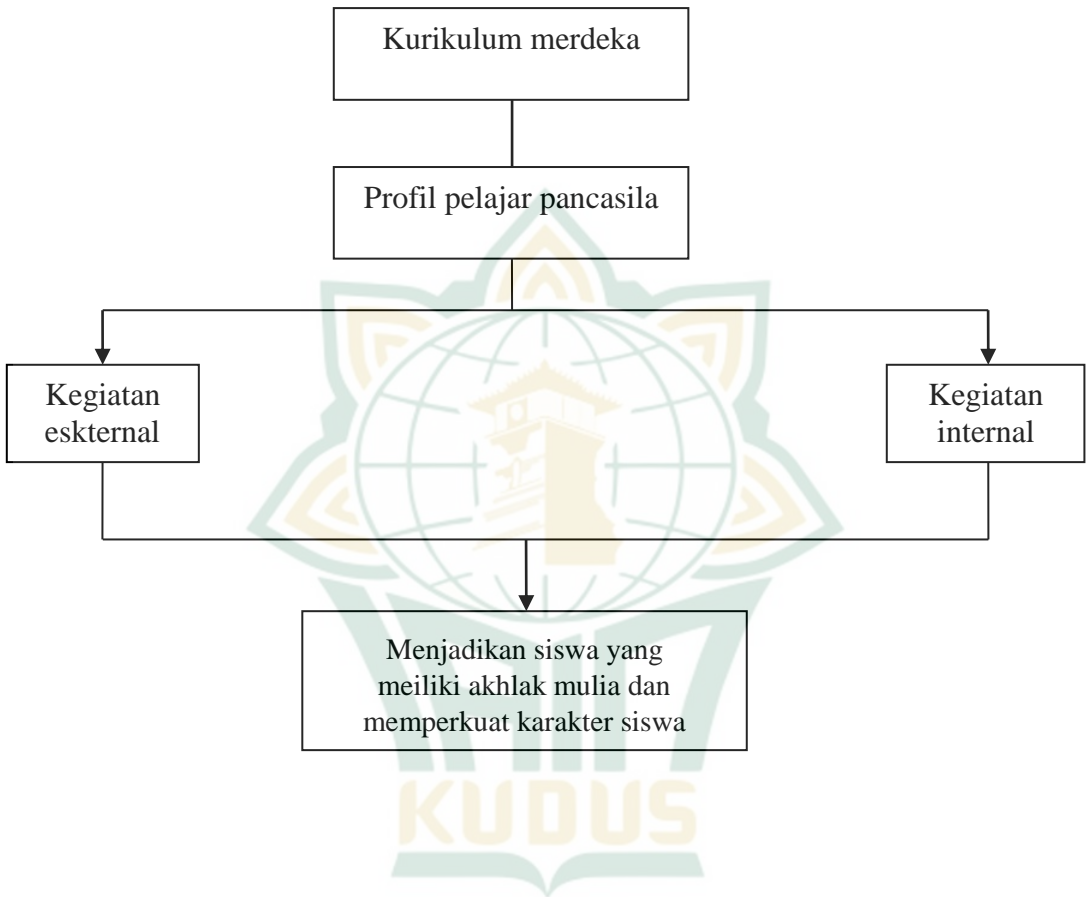 Kurikulum merdeka
Profil pelajar pancasila
Kegiatan
eskternal
Kegiatan
internal
Menjadikan siswa yang
meiliki akhlak mulia dan
memperkuat karakter siswa
KUDUS